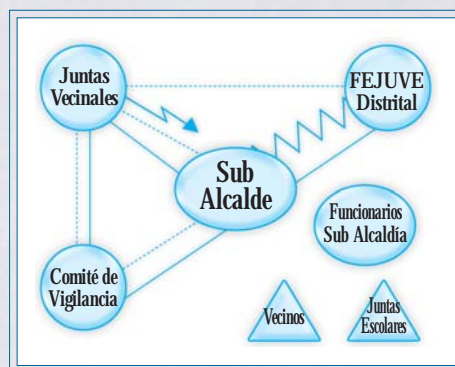 Juntas
Vecinales
FEJUVE
Distrital
Sub
Alcalde
Funcionarios
Sub Alcaldía
Comité de
Vigilancia
Vecinos
Juntas
Escolares